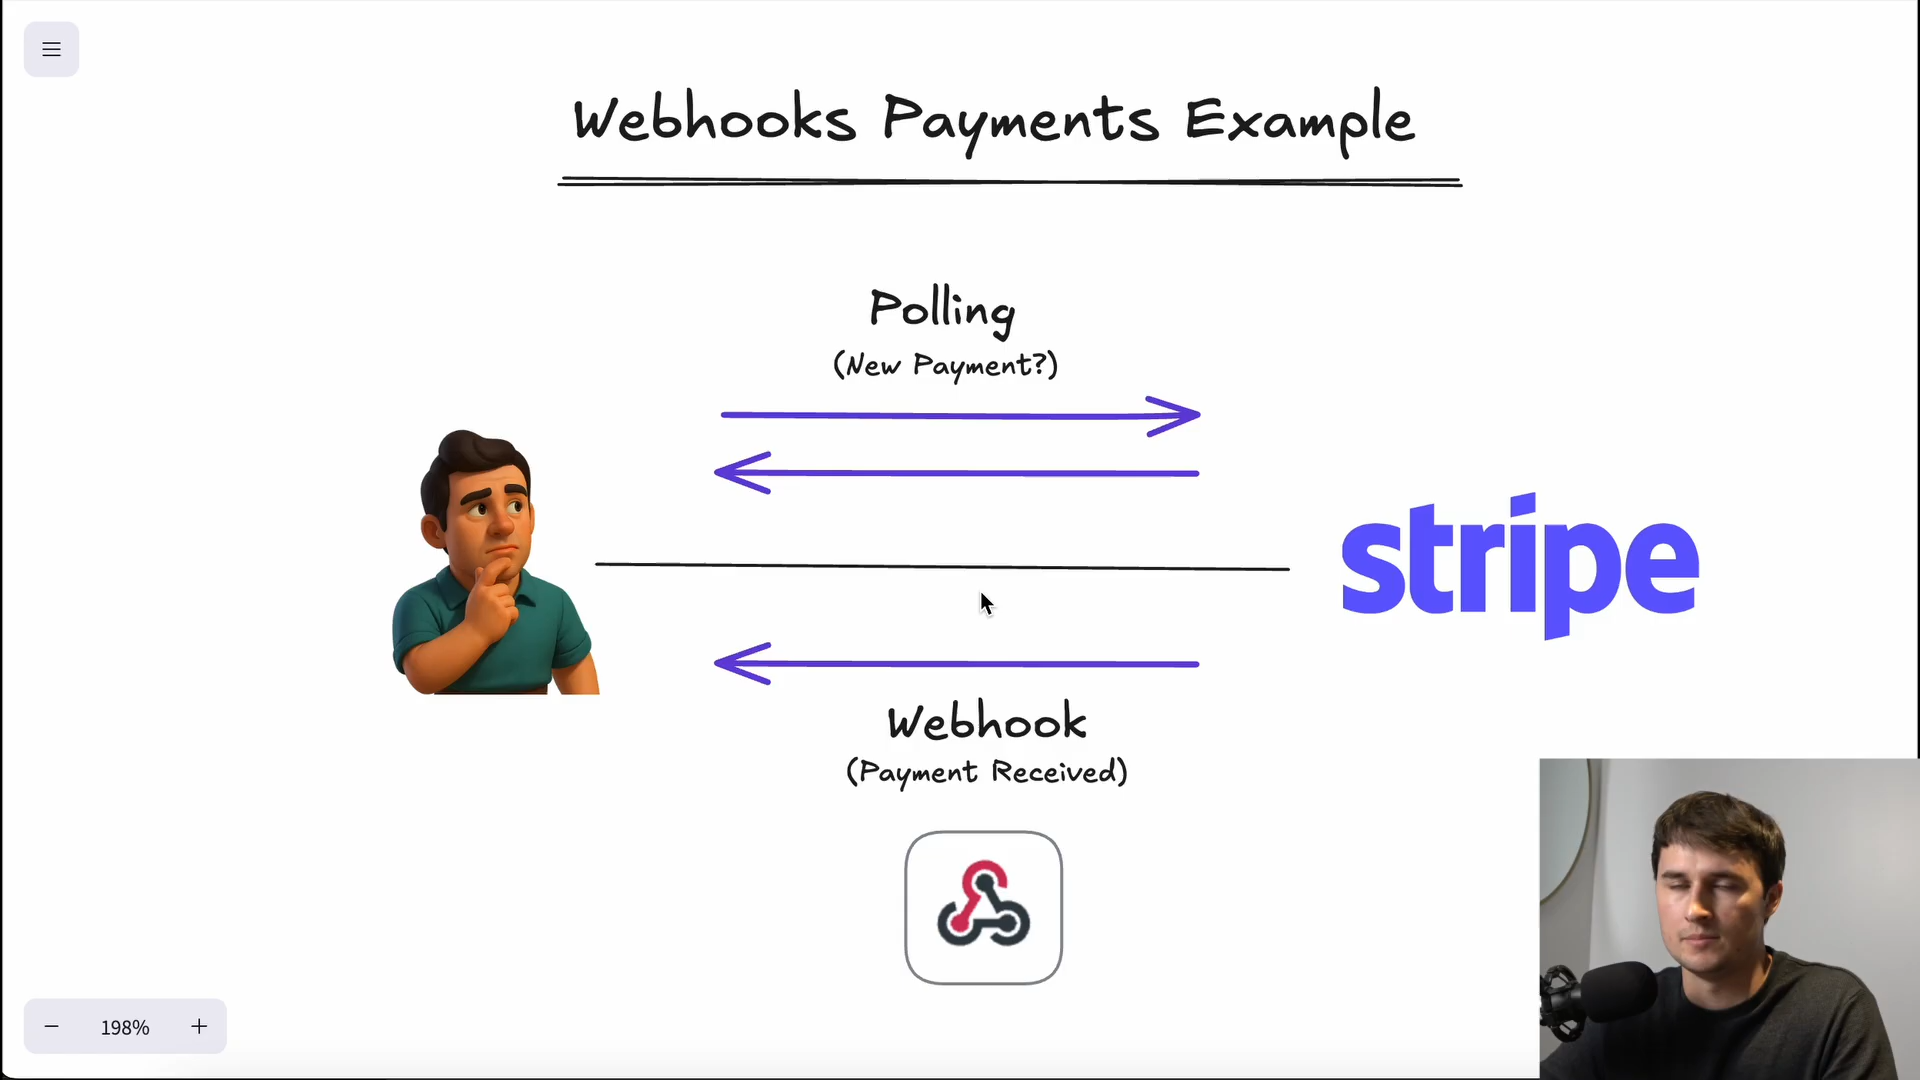 Webhooks Payments Example
Polling
(New Payment?)
stripe
Webhook
(Payment Received)
198%